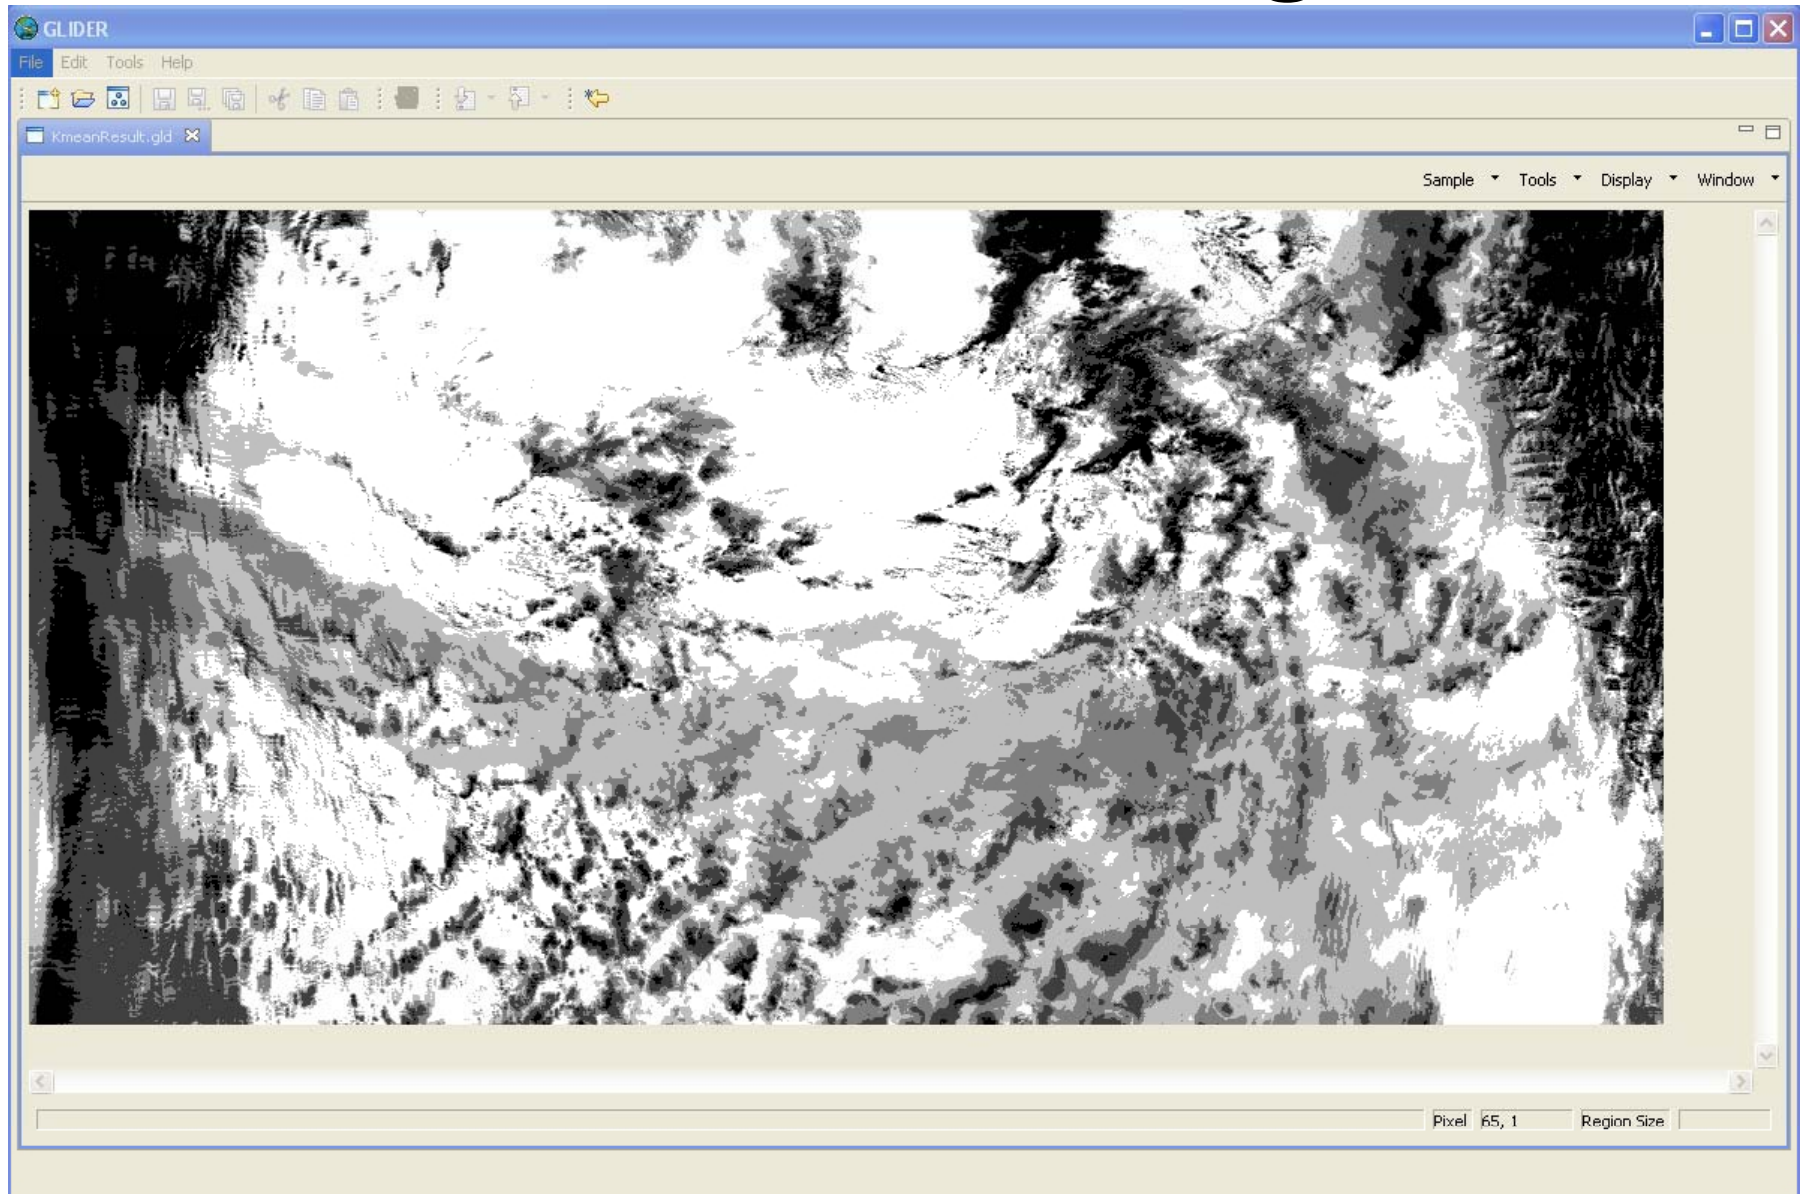 GLIDER
File Edit Tools Help
KmeanResult.gld
Sample Tools Display Window
Pixel 65, 1 Region Size